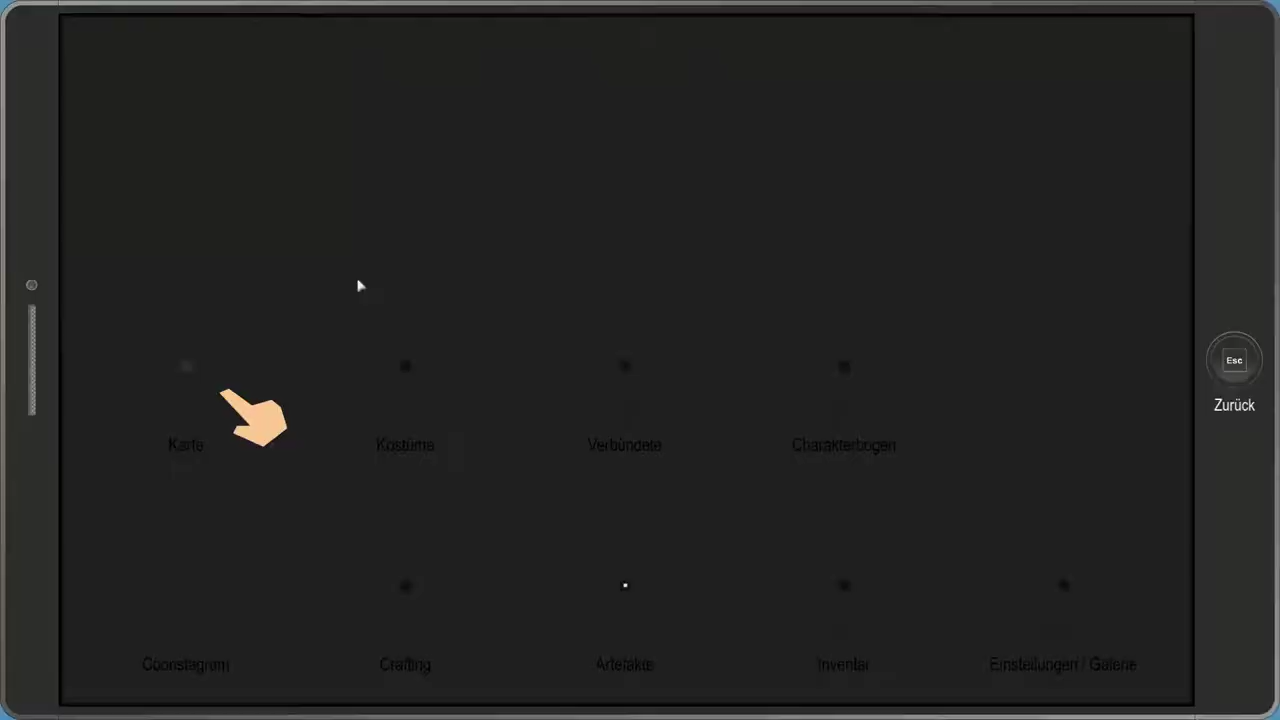 Esc
Zurück
Karte
Kostüme
Verbündete
Charakterbogen
Coonstagram
Crafting
Artefakte
Inventar
Einstellungen / Galerie